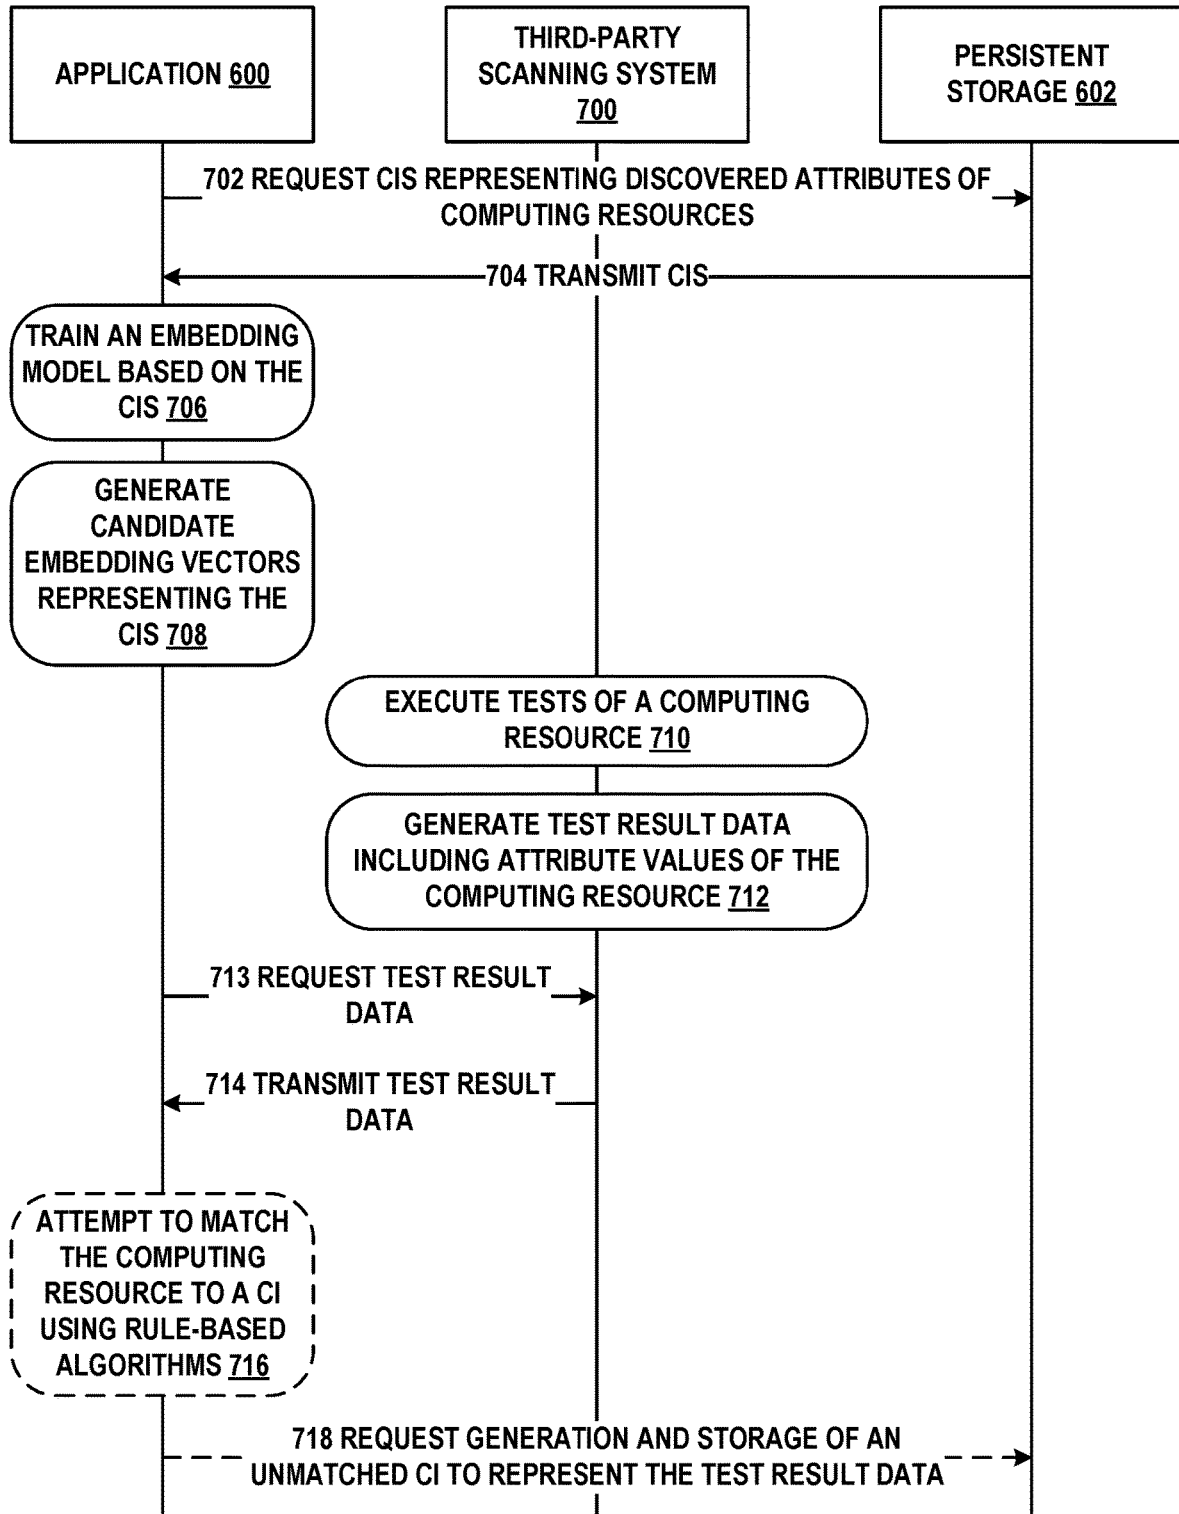 APPLICATION 600
THIRD-PARTY
SCANNING SYSTEM
700
PERSISTENT
STORAGE 602
702 REQUEST CIS REPRESENTING DISCOVERED ATTRIBUTES OF
COMPUTING RESOURCES
704 TRANSMIT CIS
TRAIN AN EMBEDDING
MODEL BASED ON THE
CIS 706
GENERATE
CANDIDATE
EMBEDDING VECTORS
REPRESENTING THE
CIS 708
EXECUTE TESTS OF A COMPUTING
RESOURCE 710
GENERATE TEST RESULT DATA
INCLUDING ATTRIBUTE VALUES OF THE
COMPUTING RESOURCE 712
713 REQUEST TEST RESULT
DATA
714 TRANSMIT TEST RESULT
DATA
ATTEMPT TO MATCH
THE COMPUTING
RESOURCE TO A CI
USING RULE-BASED
ALGORITHMS 716
718 REQUEST GENERATION AND STORAGE OF AN
UNMATCHED CI TO REPRESENT THE TEST RESULT DATA